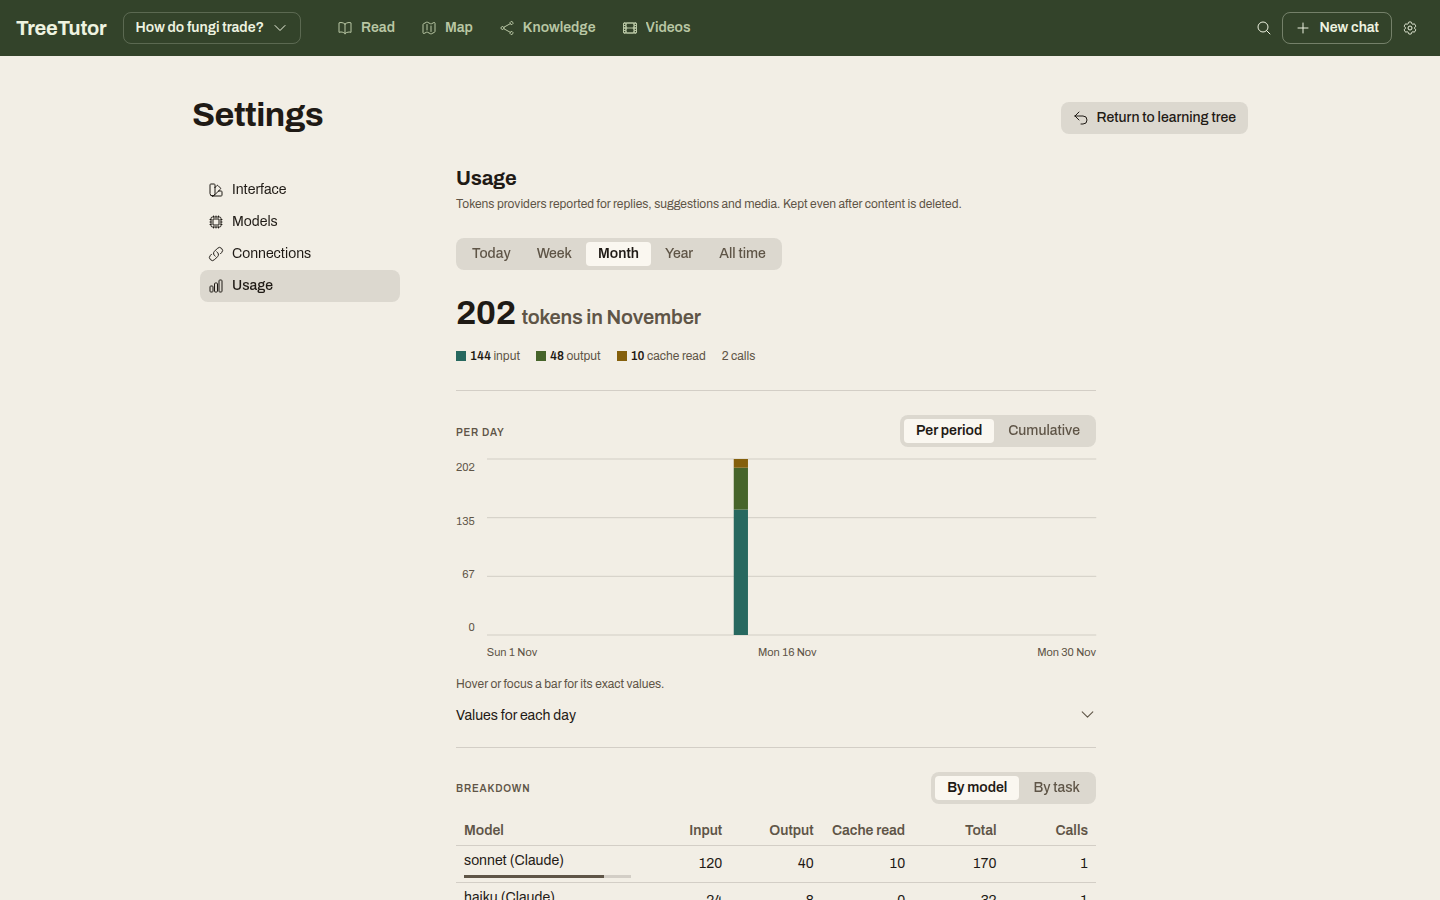 TreeTutor
How do fungi trade?
Read
Map
Knowledge
Videos
New chat
Settings
Return to learning tree
Interface
Models
Connections
Usage
Usage
Tokens providers reported for replies, suggestions and media. Kept even after content is deleted.
Today Week Month Year All time
202 tokens in November
144 input 48 output 10 cache read 2 calls
PER DAY
Per period Cumulative
202
135
67
0
Sun 1 Nov Mon 16 Nov Mon 30 Nov
Hover or focus a bar for its exact values.
Values for each day
BREAKDOWN
By model By task
Model Input Output Cache read Total Calls
sonnet (Claude) 120 40 10 170 1
haiku (Claude) 24 8 0 32 1